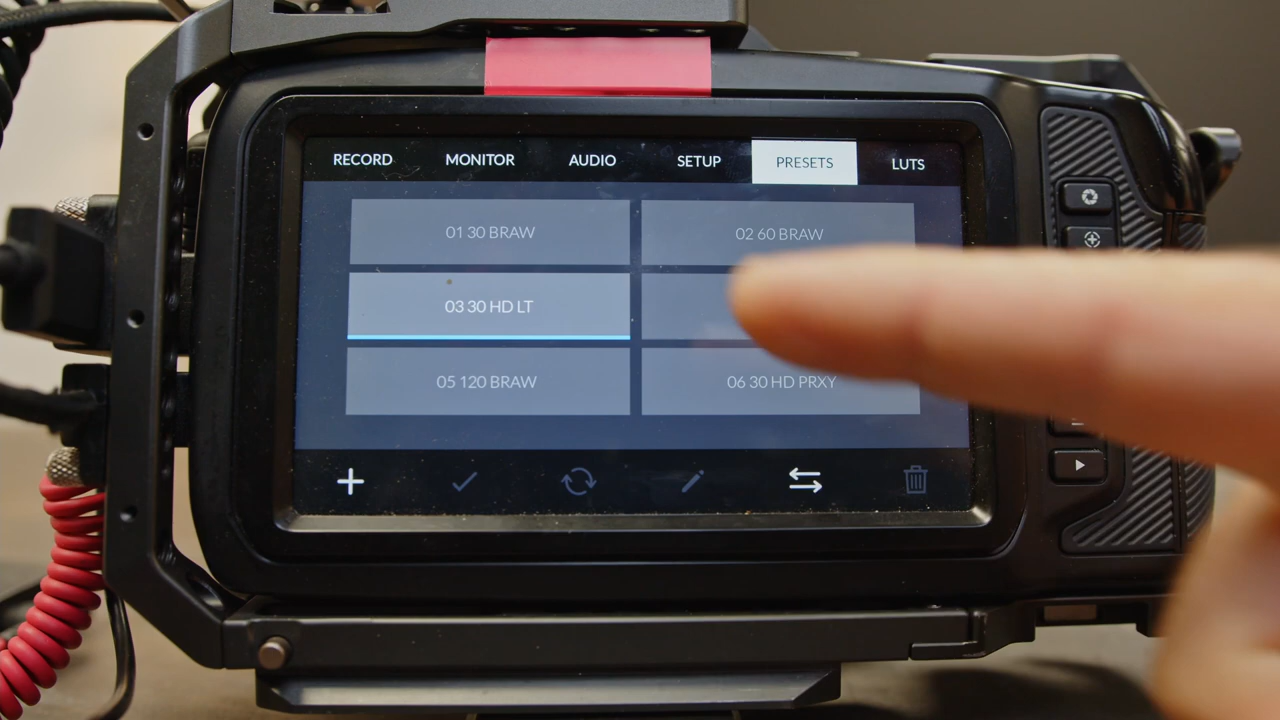 RECORD MONITOR AUDIO SETUP PRESETS LUTS
01 30 BRAW 02 60 BRAW
03 30 HD LT
05 120 BRAW 06 30 HD PRXY